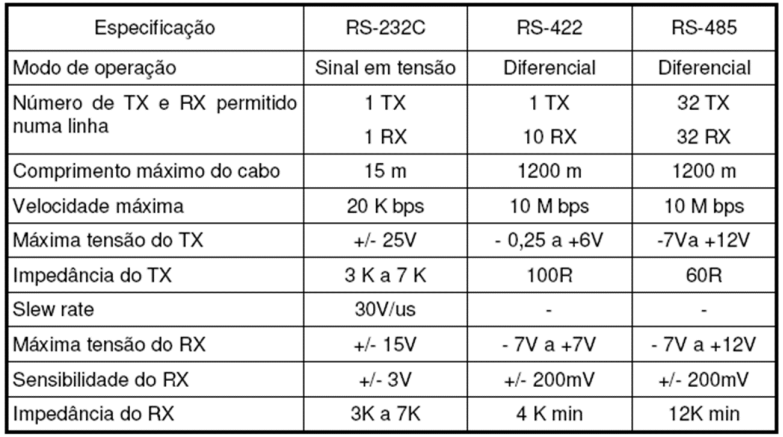 Especificação RS-232C RS-422 RS-485
Modo de operação Sinal em tensão Diferencial Diferencial
Número de TX e RX permitido numa linha 1 TX 1 TX 32 TX
1 RX 10 RX 32 RX
Comprimento máximo do cabo 15 m 1200 m 1200 m
Velocidade máxima 20 K bps 10 M bps 10 M bps
Máxima tensão do TX +/- 25V - 0,25 a +6V -7Va +12V
Impedância do TX 3 K a 7 K 100R 60R
Slew rate 30V/us - -
Máxima tensão do RX +/- 15V - 7V a +7V - 7V a +12V
Sensibilidade do RX +/- 3V +/- 200mV +/- 200mV
Impedância do RX 3K a 7K 4 K min 12K min